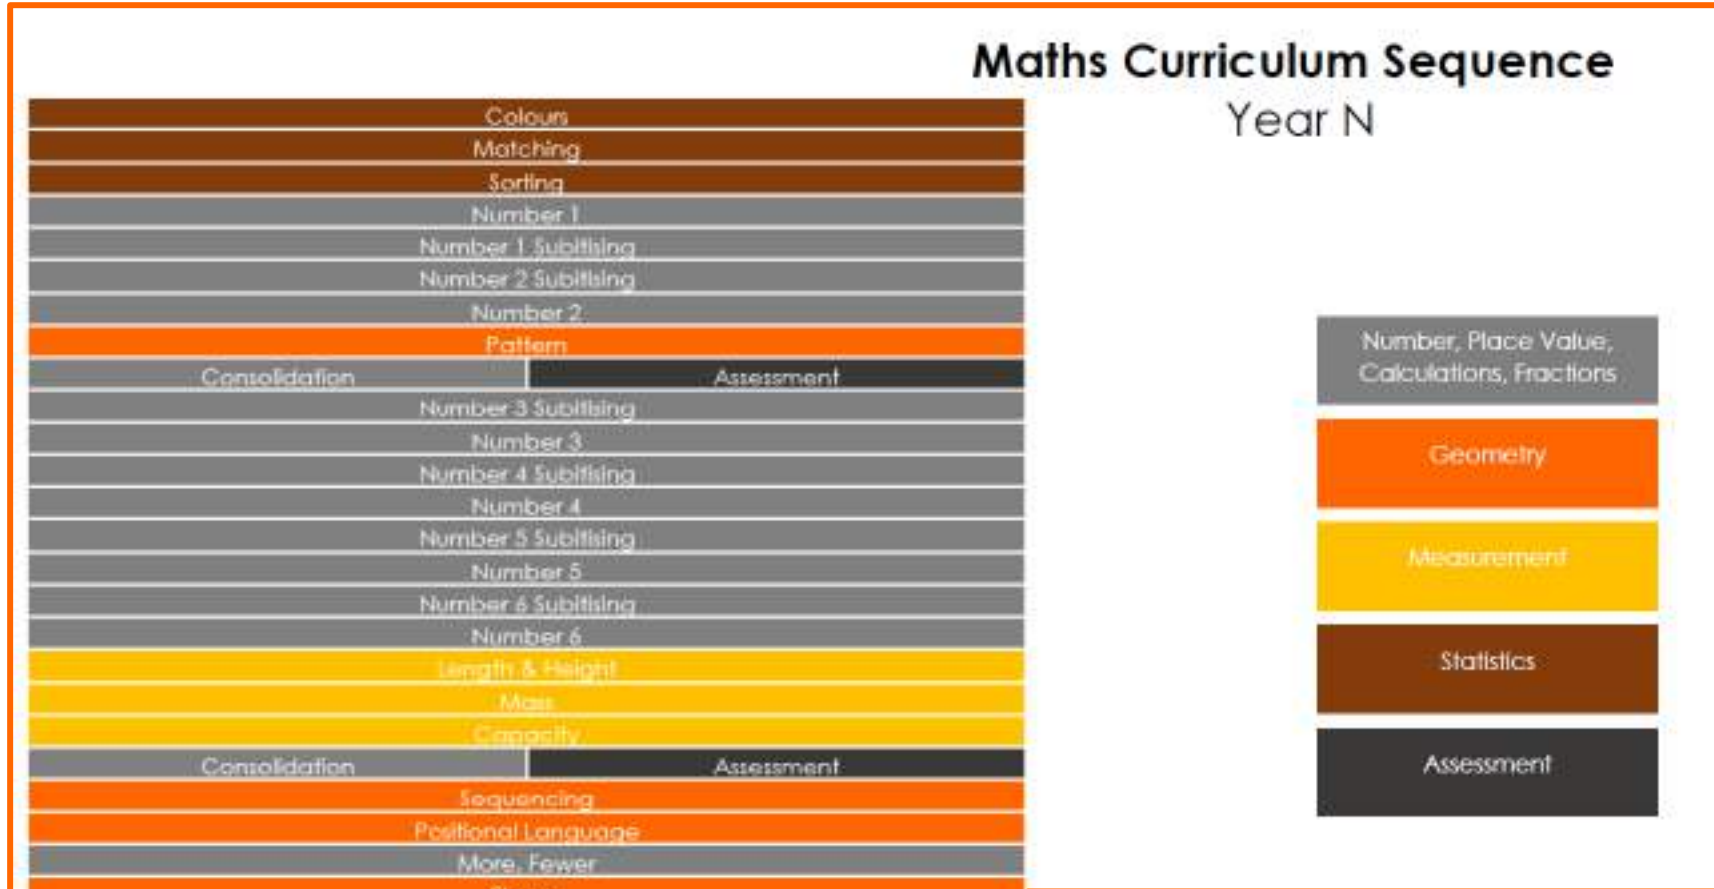 Maths Curriculum Sequence
Year N
Colours
Matching
Sorting
Number 1
Number 1 Subitising
Number 2 Subitising
Number 2
Pattern
Consolidation Assessment
Number 3 Subitising
Number 3
Number 4 Subitising
Number 4
Number 5 Subitising
Number 5
Number 6 Subitising
Number 6
Length & Height
Mass
Capacity
Consolidation Assessment
Sequencing
Positional Language
More, Fewer
Number, Place Value,
Calculations, Fractions
Geometry
Measurement
Statistics
Assessment